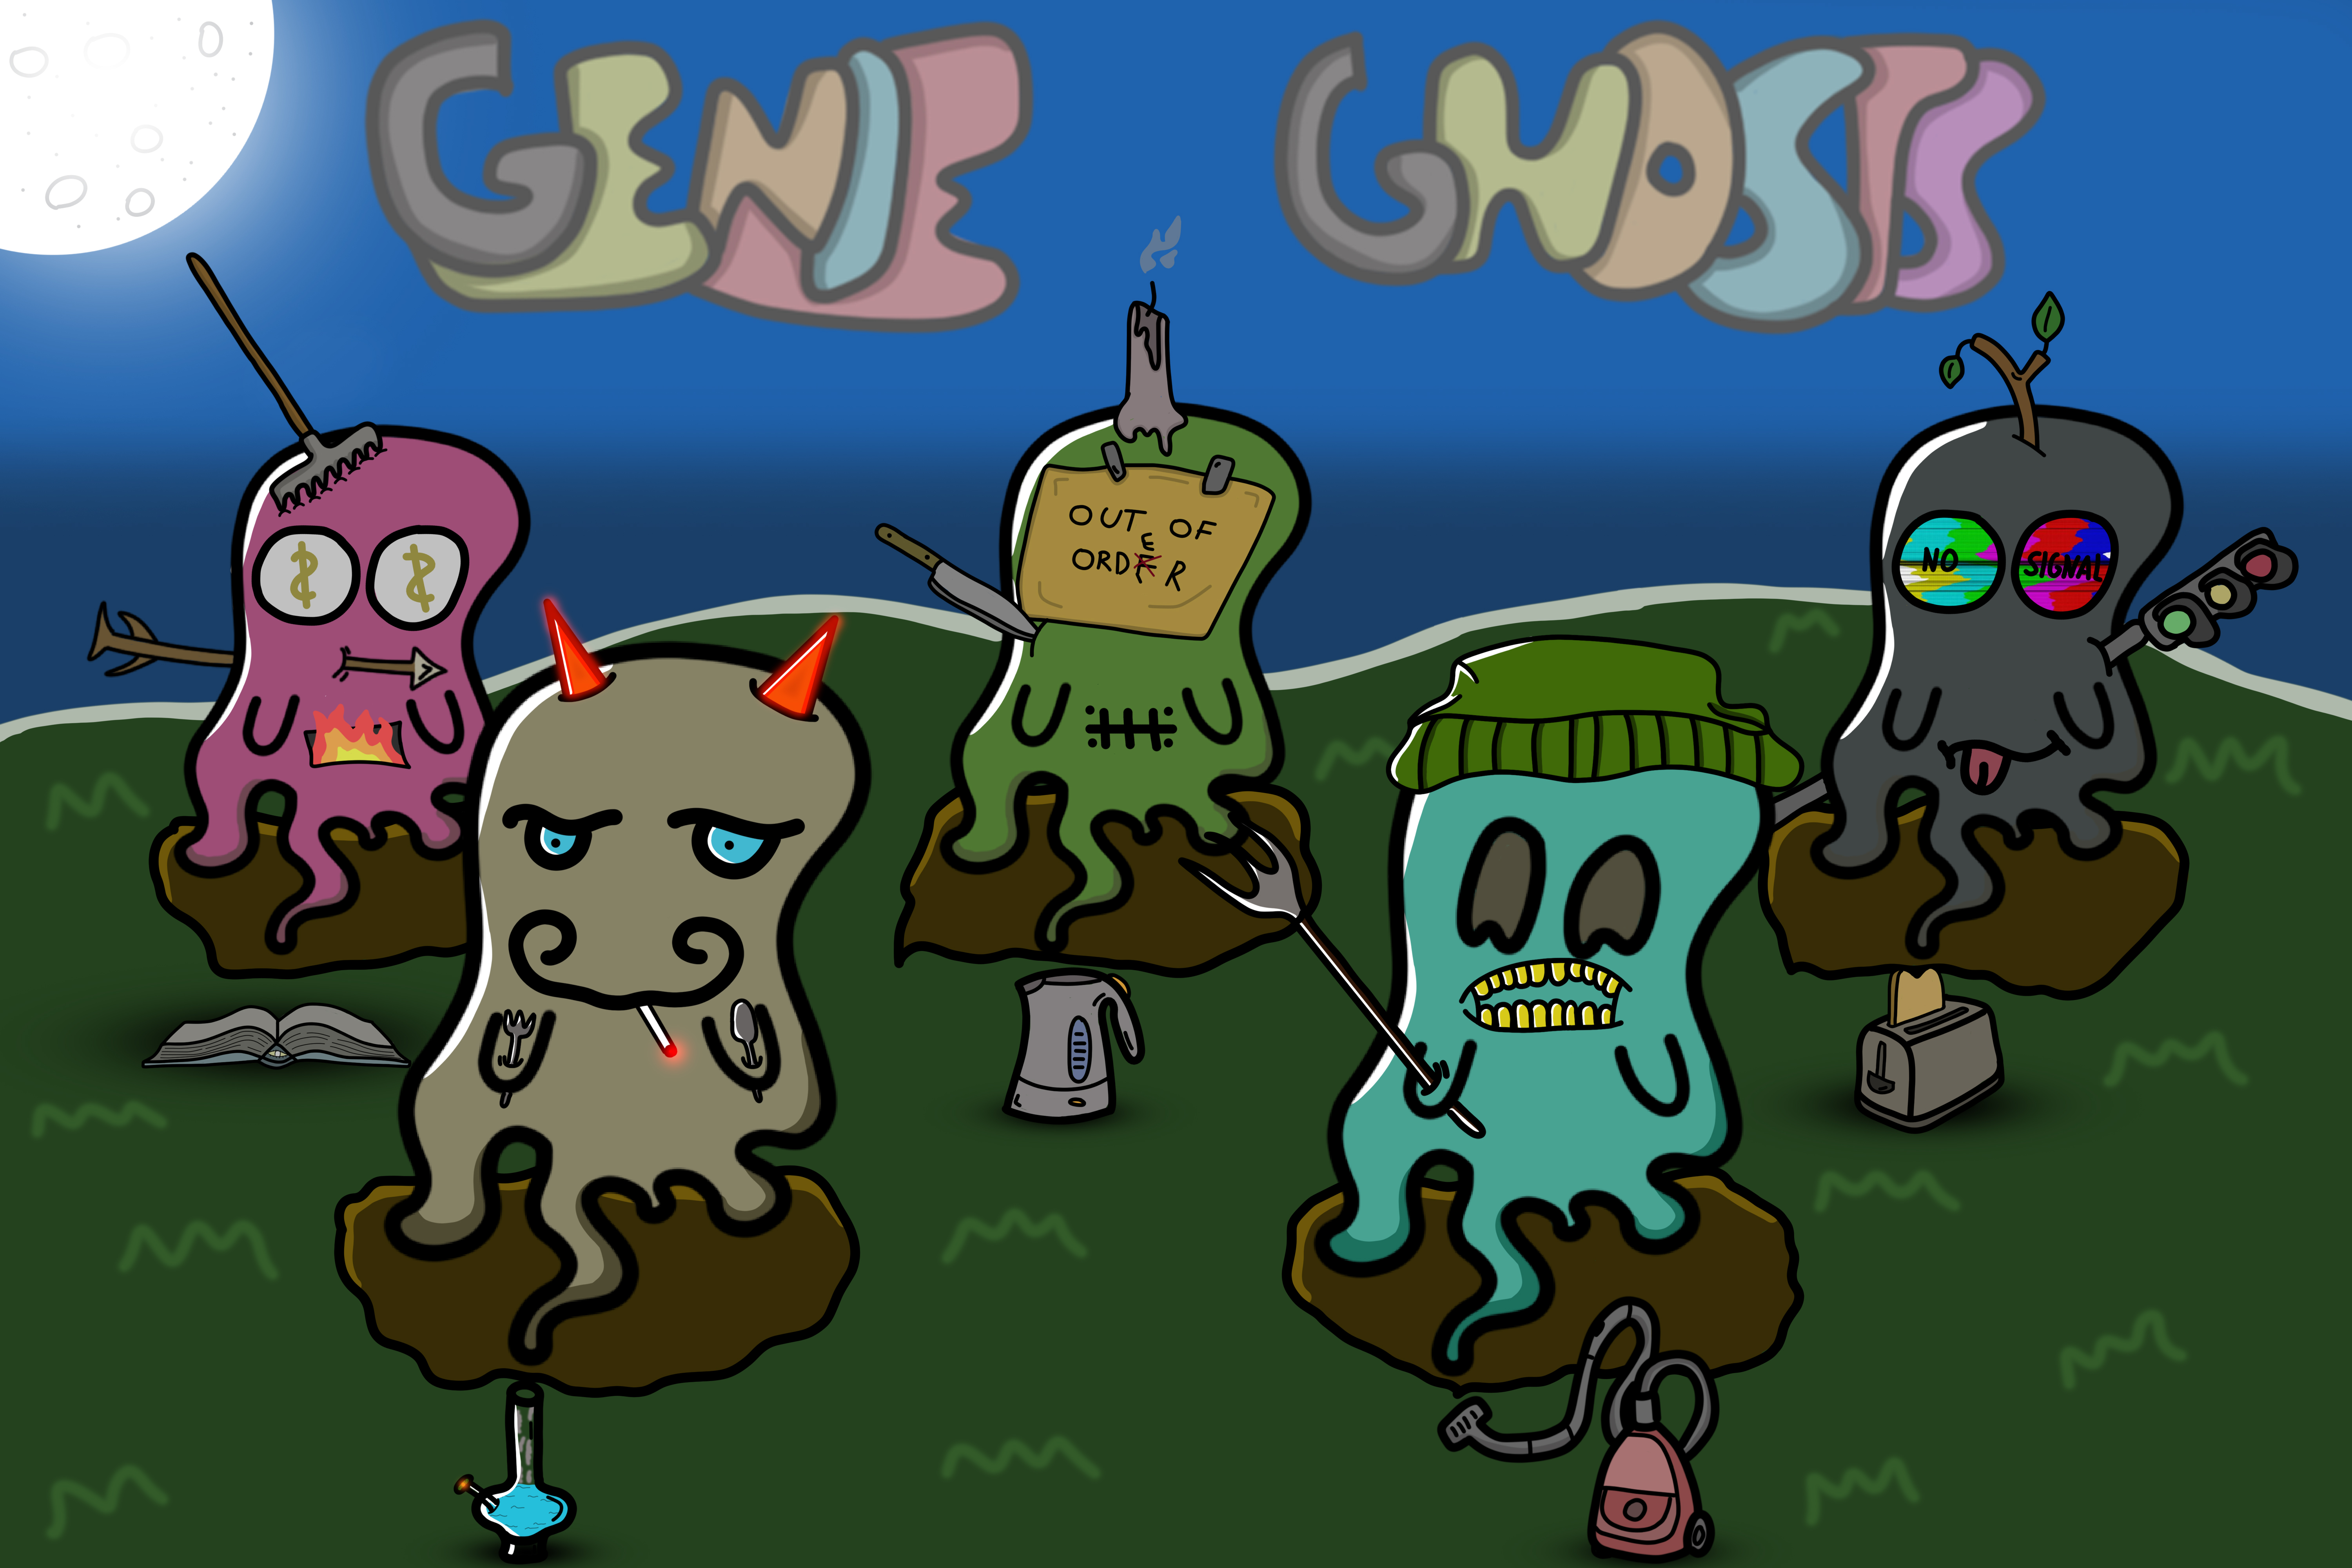 GENIE GHOSTS
OUT OF
ORDER
NO SIGNAL
$ $